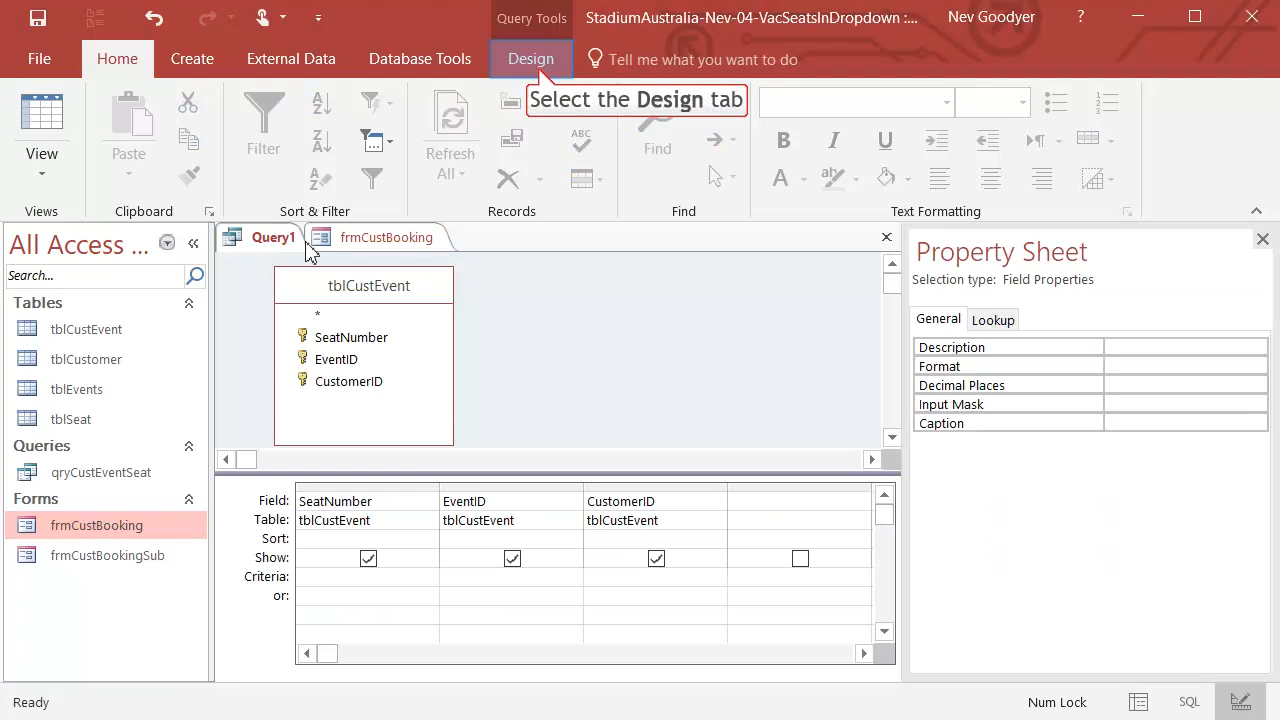 Query Tools
StadiumAustralia-Nev-04-VacSeatsInDropdown :...
Nev Goodyer
?
File
Home
Create
External Data
Database Tools
Design
Tell me what you want to do
Select the Design tab
View
Paste
Filter
Refresh
All
ABC
Find
B I U
A
ab
Views
Clipboard
Sort & Filter
Records
Find
Text Formatting
All Access ...
Search...
Tables
tblCustEvent
tblCustomer
tblEvents
tblSeat
Queries
qryCustEventSeat
Forms
frmCustBooking
frmCustBookingSub
Query1
frmCustBooking
tblCustEvent
*
SeatNumber
EventID
CustomerID
Field: SeatNumber EventID CustomerID
Table: tblCustEvent tblCustEvent tblCustEvent
Sort:
Show:
Criteria:
or:
Property Sheet
Selection type: Field Properties
General
Lookup
Description
Format
Decimal Places
Input Mask
Caption
Ready
Num Lock
SQL